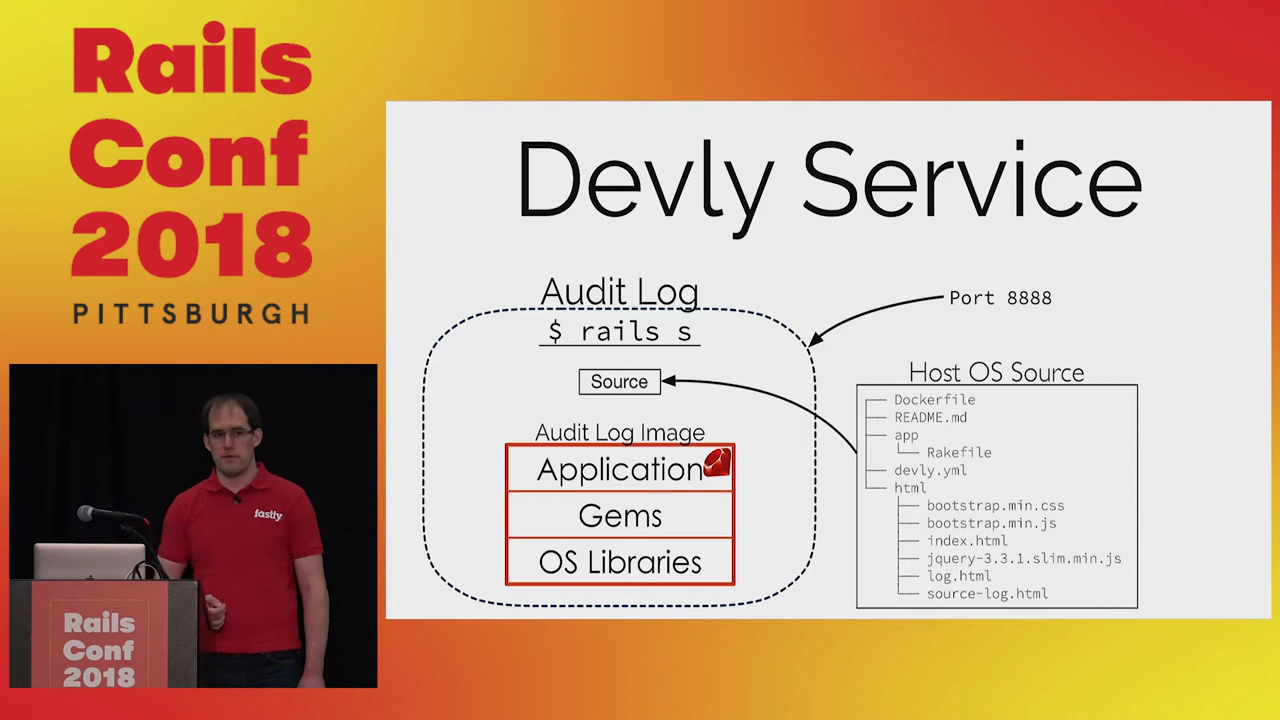 Rails
Conf
2018
PITTSBURGH
Devly Service
Audit Log
$ rails s
Source
Audit Log Image
Application
Gems
OS Libraries
Port 8888
Host OS Source
Dockerfile
README.md
app
Rakefile
devly.yml
html
bootstrap.min.css
bootstrap.min.js
index.html
jquery-3.3.1.slim.min.js
log.html
source-log.html
fastly
Rails
Conf
2018